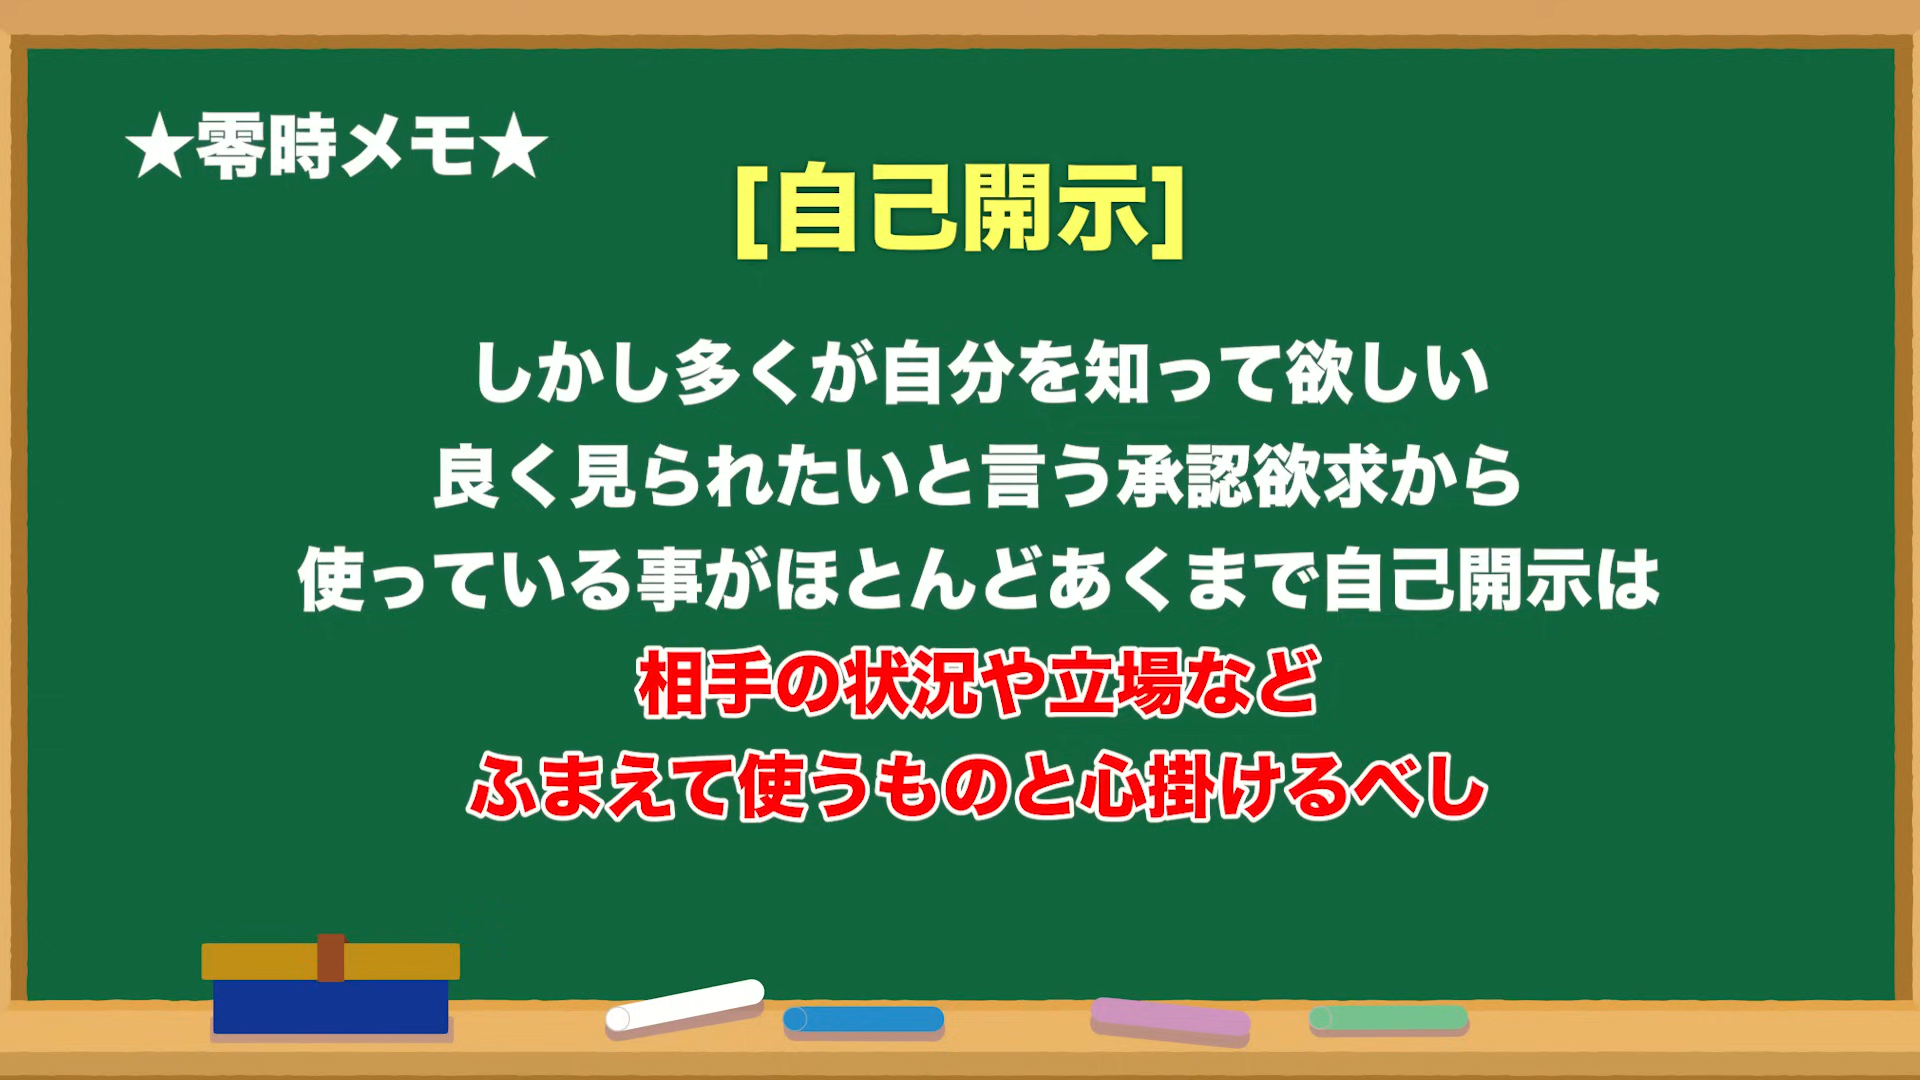 ★零時メモ★
[自己開示]
しかし多くが自分を知って欲しい
良く見られたいと言う承認欲求から
使っている事がほとんどあくまで自己開示は
相手の状況や立場など
ふまえて使うものと心掛けるべし